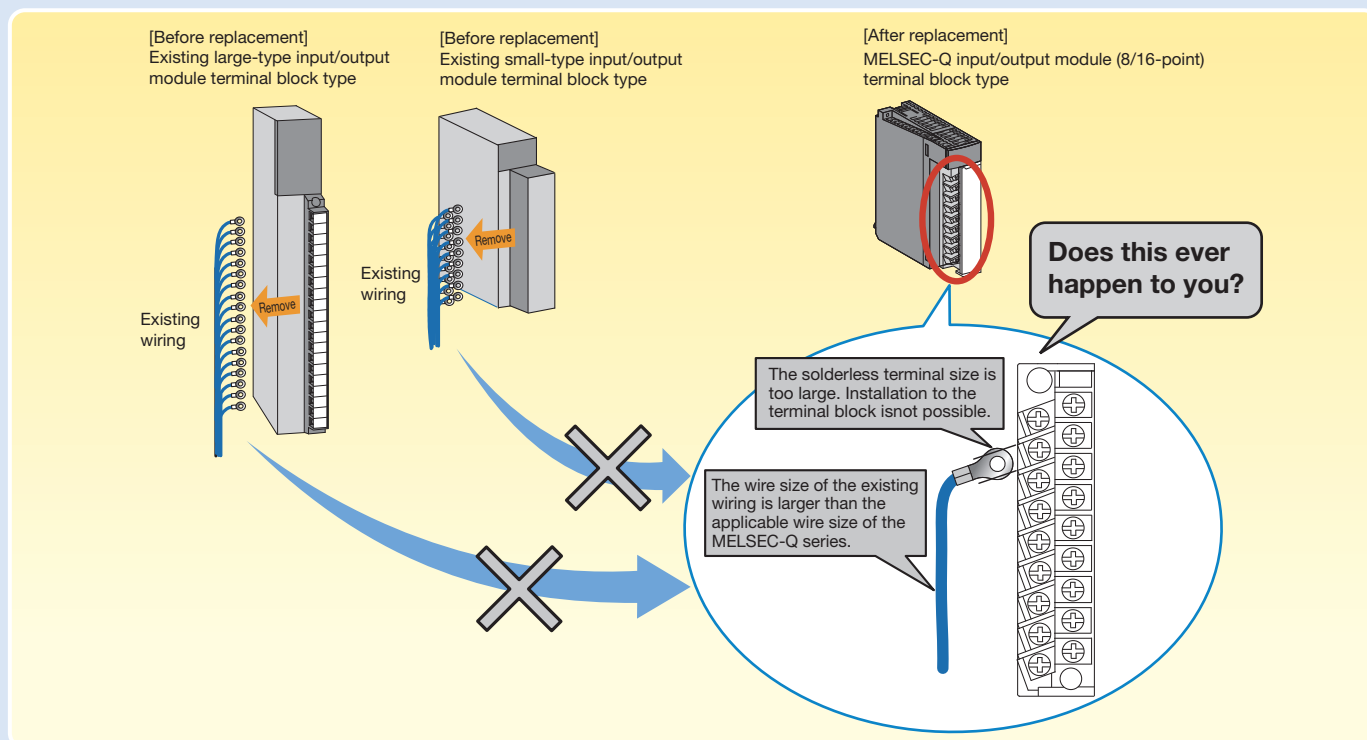 [Before replacement]
Existing large-type input/output
module terminal block type
[Before replacement]
Existing small-type input/output
module terminal block type
[After replacement]
MELSEC-Q input/output module (8/16-point)
terminal block type
Remove
Existing
wiring
Remove
Existing
wiring
Does this ever
happen to you?
The solderless terminal size is
too large. Installation to the
terminal block isnot possible.
The wire size of the existing
wiring is larger than the
applicable wire size of the
MELSEC-Q series.